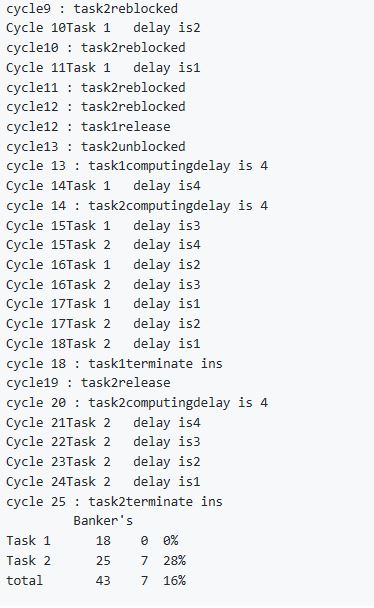 cycle9 : task2reblocked
Cycle 10Task 1   delay is2
cycle10 : task2reblocked
Cycle 11Task 1   delay is1
cycle11 : task2reblocked
cycle12 : task2reblocked
cycle12 : task1release
cycle13 : task2unblocked
cycle 13 : task1computingdelay is 4
Cycle 14Task 1   delay is4
cycle 14 : task2computingdelay is 4
Cycle 15Task 1   delay is3
Cycle 15Task 2   delay is4
Cycle 16Task 1   delay is2
Cycle 16Task 2   delay is3
Cycle 17Task 1   delay is1
Cycle 17Task 2   delay is2
Cycle 18Task 2   delay is1
cycle 18 : task1terminate ins
cycle19 : task2release
cycle 20 : task2computingdelay is 4
Cycle 21Task 2   delay is4
Cycle 22Task 2   delay is3
Cycle 23Task 2   delay is2
Cycle 24Task 2   delay is1
cycle 25 : task2terminate ins
Banker's
Task 1      18    0  0%
Task 2      25    7  28%
total       43    7  16%